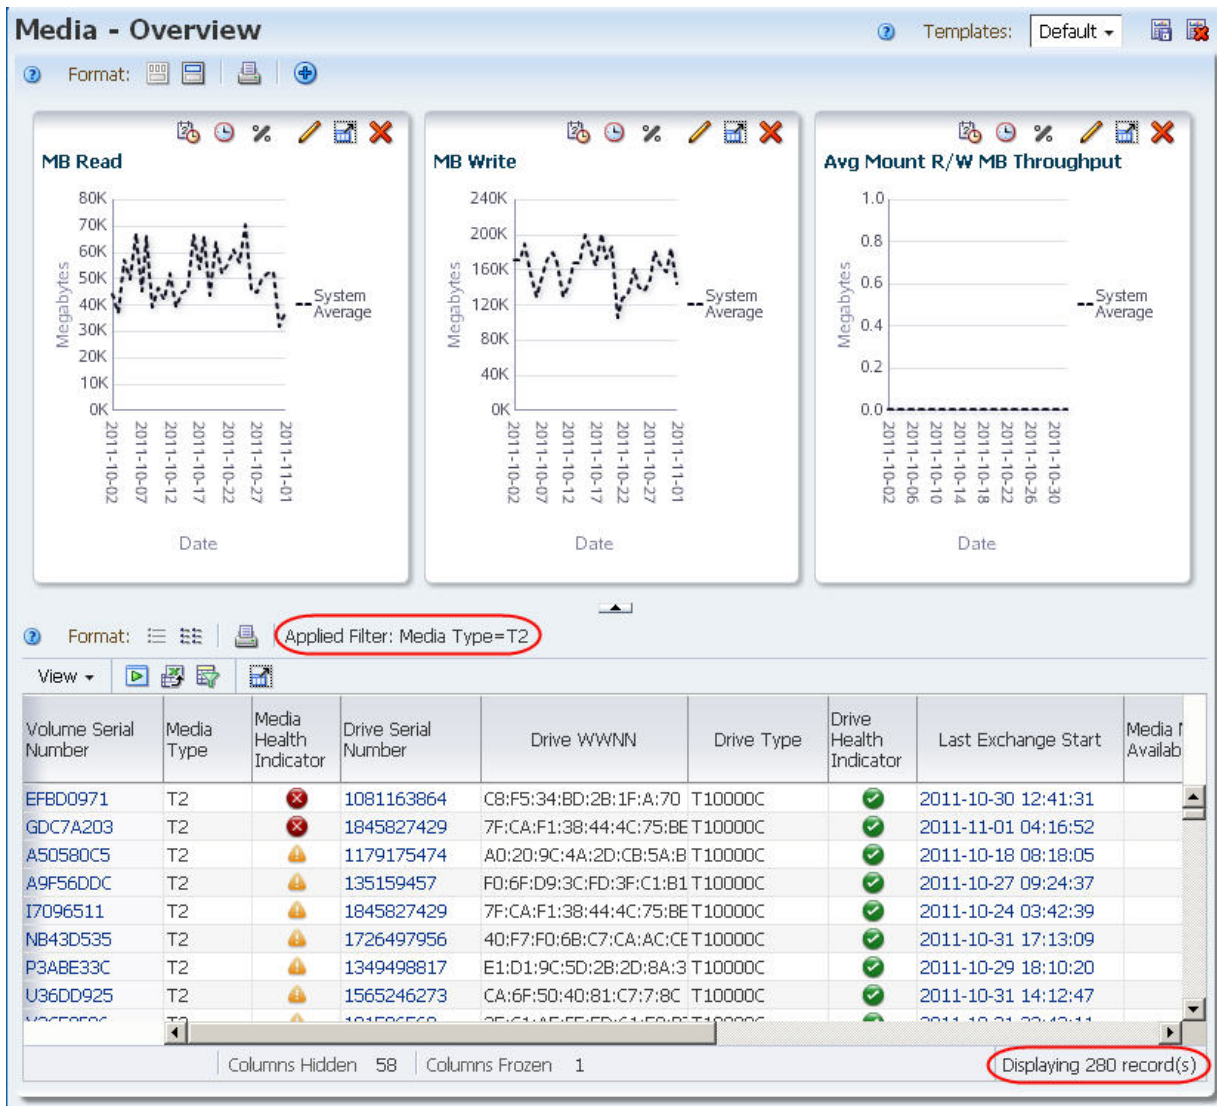 Media - Overview
Templates: Default
Format:
MB Read
80K
70K
60K
50K
40K
30K
20K
10K
0K
Megabytes
System
Average
2011-10-02
2011-10-07
2011-10-12
2011-10-17
2011-10-22
2011-10-27
2011-11-01
Date
MB Write
240K
200K
160K
120K
80K
40K
0K
Megabytes
System
Average
2011-10-02
2011-10-07
2011-10-12
2011-10-17
2011-10-22
2011-10-27
2011-11-01
Date
Avg Mount R/W MB Throughput
1.0
0.8
0.6
0.4
0.2
0.0
Megabytes
System
Average
2011-10-02
2011-10-06
2011-10-10
2011-10-14
2011-10-18
2011-10-22
2011-10-26
2011-10-30
Date
Format: Applied Filter: Media Type=T2
View
Volume Serial Number Media Type Media Health Indicator Drive Serial Number Drive WWNN Drive Type Drive Health Indicator Last Exchange Start Media Availab
EFBD0971 T2 1081163864 C8:F5:34:BD:2B:1F:A:70 T10000C 2011-10-30 12:41:31
GDC7A203 T2 1845827429 7F:CA:F1:38:44:4C:75:BE T10000C 2011-11-01 04:16:52
A50580C5 T2 1179175474 A0:20:9C:4A:2D:CB:5A:B T10000C 2011-10-18 08:18:05
A9F56DDC T2 135159457 F0:6F:D9:3C:FD:3F:C1:B1 T10000C 2011-10-27 09:24:37
I7096511 T2 1845827429 7F:CA:F1:38:44:4C:75:BE T10000C 2011-10-24 03:42:39
NB43D535 T2 1726497956 40:F7:F0:6B:C7:CA:AC:CE T10000C 2011-10-31 17:13:09
P3ABE33C T2 1349498817 E1:D1:9C:5D:2B:2D:8A:3 T10000C 2011-10-29 18:10:20
U36DD925 T2 1565246273 CA:6F:50:40:81:C7:7:8C T10000C 2011-10-31 14:12:47
Columns Hidden 58 Columns Frozen 1 Displaying 280 record(s)